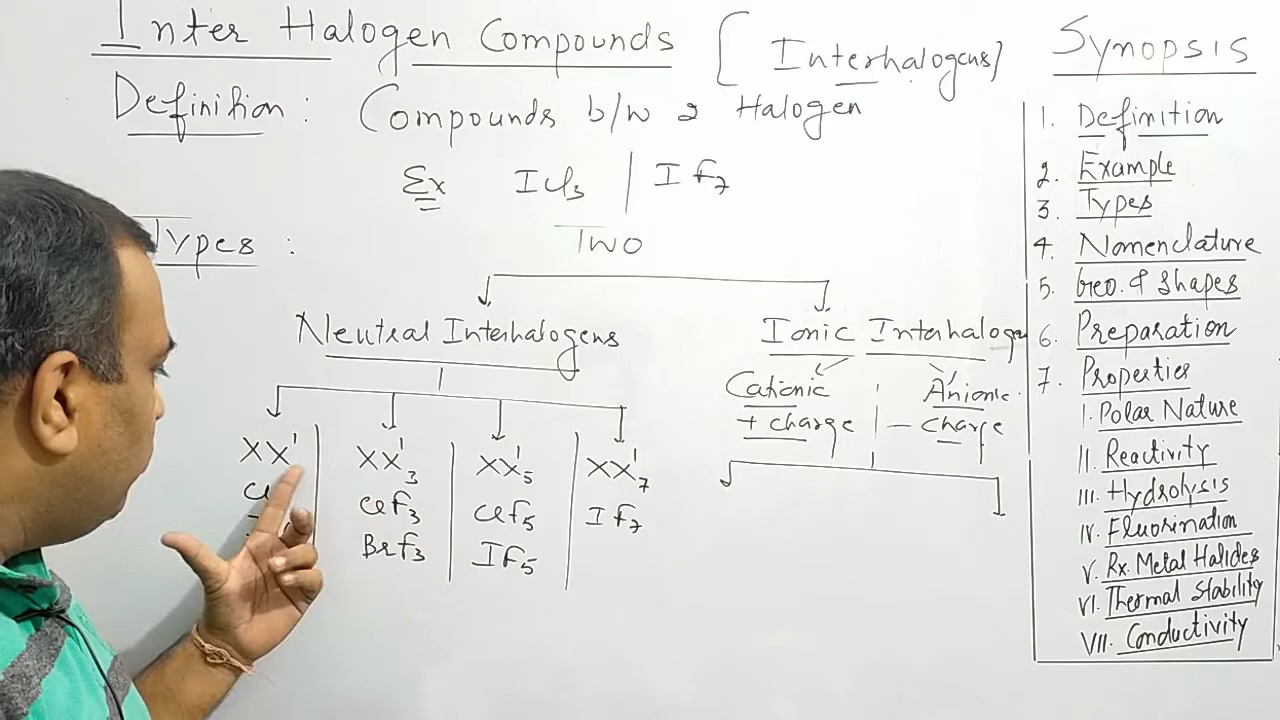 Inter Halogen Compounds [Interhalogens]
Definition : Compounds b/w 2 Halogen
Ex ICl3 | If7
Types :
Two
Neutral Interhalogens
XX' | XX'3 | XX'5 | XX'7
Clf3 | Clf5 | If7
Brf3 | If5
Ionic Interhalogen
Cationic | Anionic
+ charge | − charge
Synopsis
1. Definition
2. Example
3. Types
4. Nomenclature
5. Geo. & Shapes
6. Preparation
7. Properties
I. Polar Nature
II. Reactivity
III. Hydrolysis
IV. Fluorination
V. Rx. Metal Halides
VI. Thermal Stability
VII. Conductivity